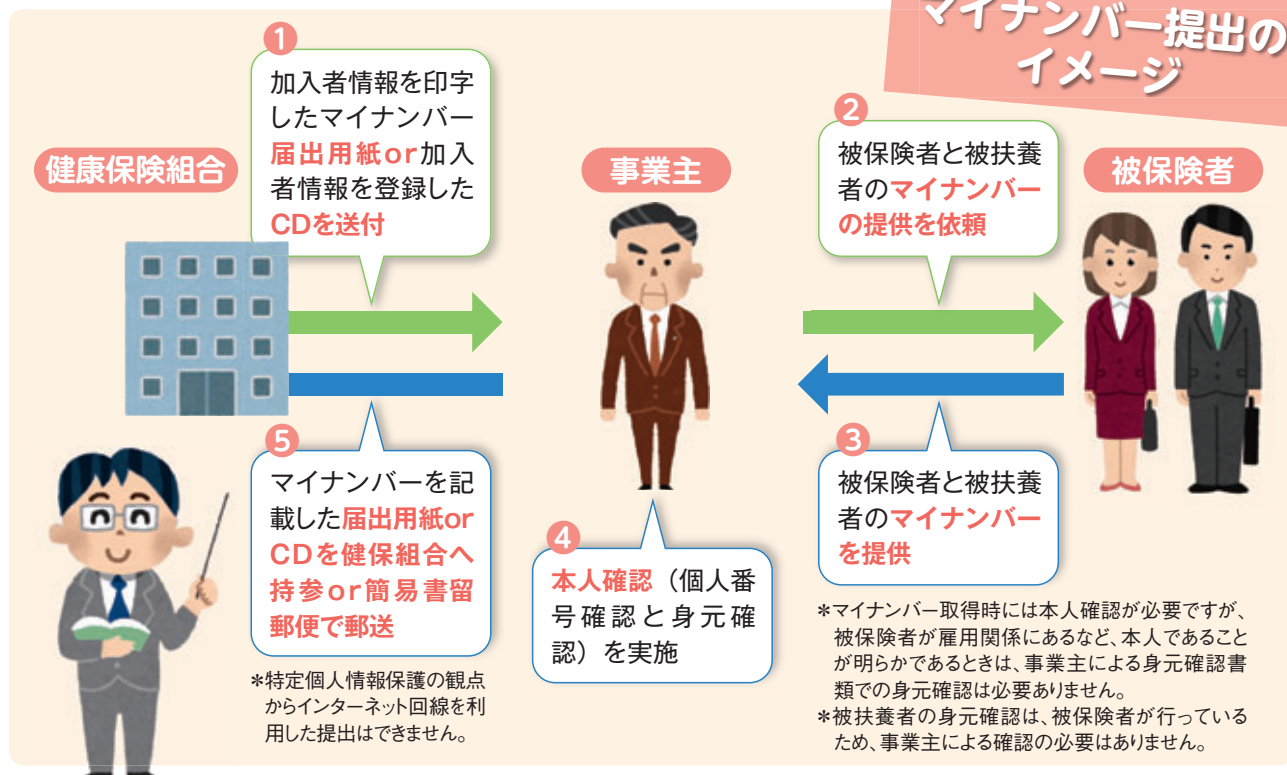 マイナンバー提出の
イメージ
健康保険組合
事業主
被保険者
1
加入者情報を印字
したマイナンバー
届出用紙or加入
者情報を登録した
CDを送付
2
被保険者と被扶養
者のマイナンバー
の提供を依頼
3
被保険者と被扶養
者のマイナンバー
を提供
＊マイナンバー取得時には本人確認が必要ですが、
被保険者が雇用関係にあるなど、本人であること
が明らかであるときは、事業主による身元確認書
類での身元確認は必要ありません。
＊被扶養者の身元確認は、被保険者が行っている
ため、事業主による確認の必要はありません。
4
本人確認（個人番
号確認と身元確
認）を実施
5
マイナンバーを記
載した届出用紙or
CDを健保組合へ
持参or簡易書留
郵便で郵送
＊特定個人情報保護の観点
からインターネット回線を利
用した提出はできません。